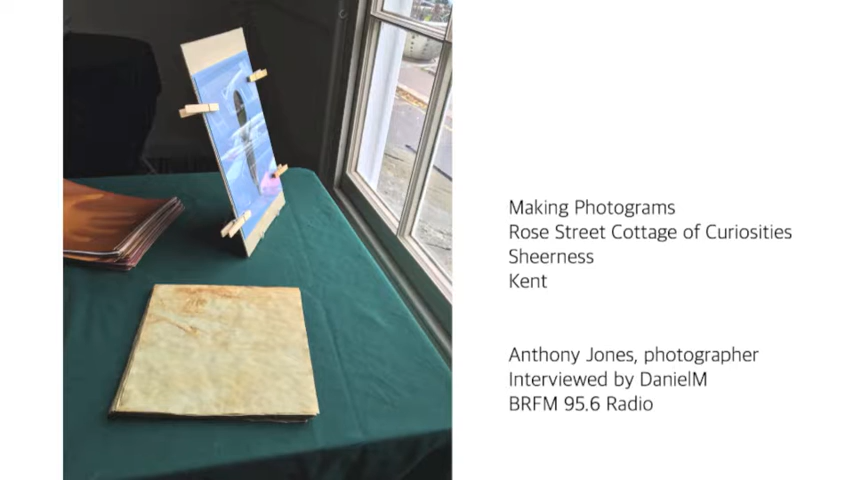 Making Photograms
Rose Street Cottage of Curiosities
Sheerness
Kent
Anthony Jones, photographer
Interviewed by DanielM
BRFM 95.6 Radio